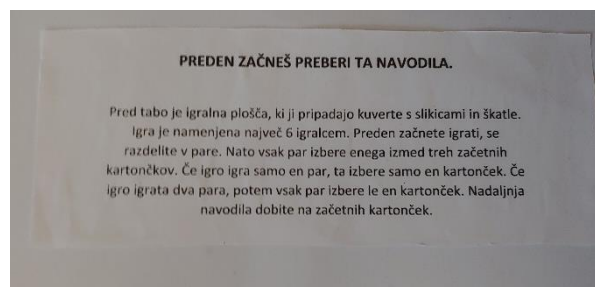 PREDEN ZAČNEŠ PREBERI TA NAVODILA.
Pred tabo je igralna plošča, ki ji pripadajo kuverte s slikicami in škatle.
Igra je namenjena največ 6 igralcem. Preden začnete igrati, se
razdelite v pare. Nato vsak par izbere enega izmed treh začetnih
kartončkov. Če igro igra samo en par, ta izbere samo en kartonček. Če
igro igrata dva para, potem vsak par izbere le en kartonček. Nadaljnja
navodila dobite na začetnih kartonček.